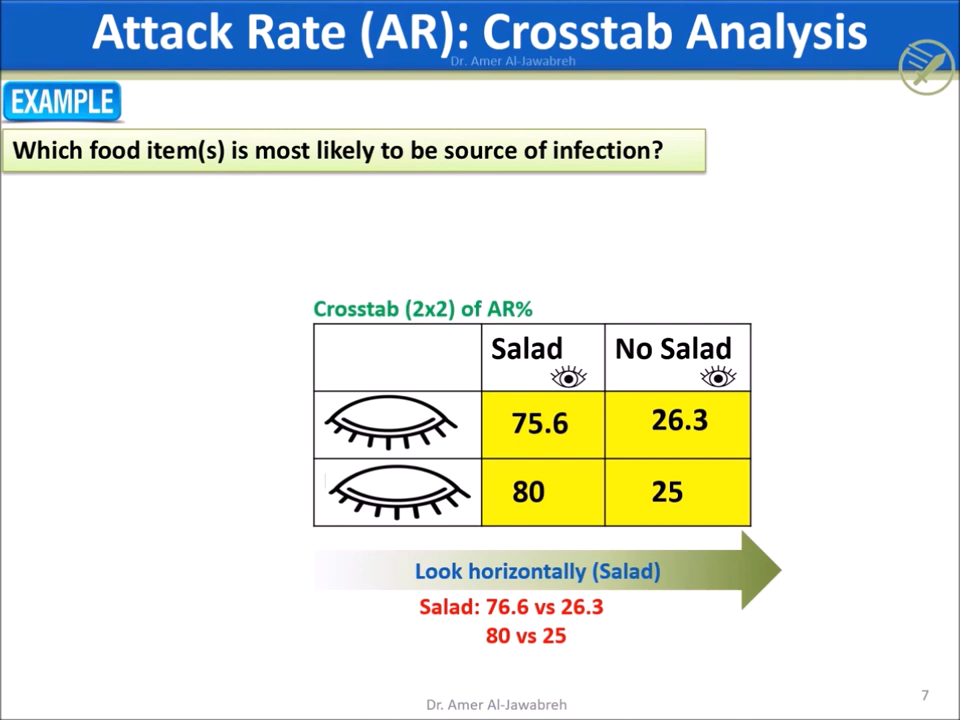 Attack Rate (AR): Crosstab Analysis
Dr. Amer Al-Jawabreh
EXAMPLE
Which food item(s) is most likely to be source of infection?
Crosstab (2x2) of AR%
Salad No Salad
75.6 26.3
80 25
Look horizontally (Salad)
Salad: 76.6 vs 26.3
80 vs 25
Dr. Amer Al-Jawabreh
7